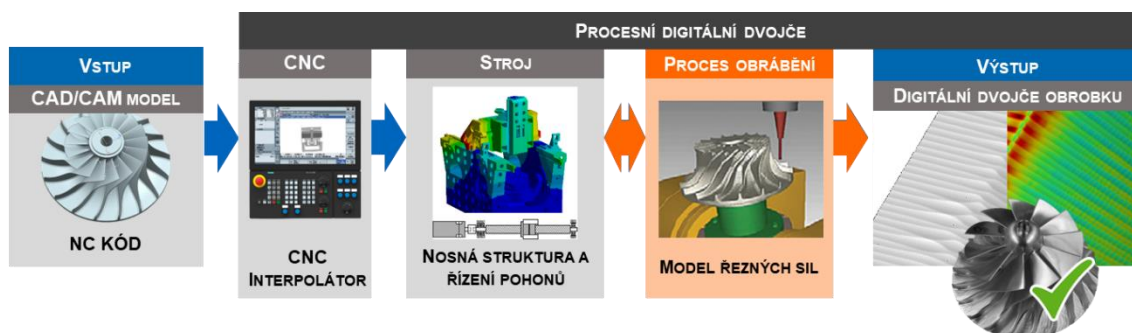 PROCESNÍ DIGITÁLNÍ DVOJČE
VSTUP
CAD/CAM MODEL
NC KÓD
CNC
CNC
INTERPOLÁTOR
STROJ
NOSNÁ STRUKTURA A
ŘÍZENÍ POHONŮ
PROCES OBRÁBĚNÍ
MODEL ŘEZNÝCH SIL
VÝSTUP
DIGITÁLNÍ DVOJČE OBROBKU